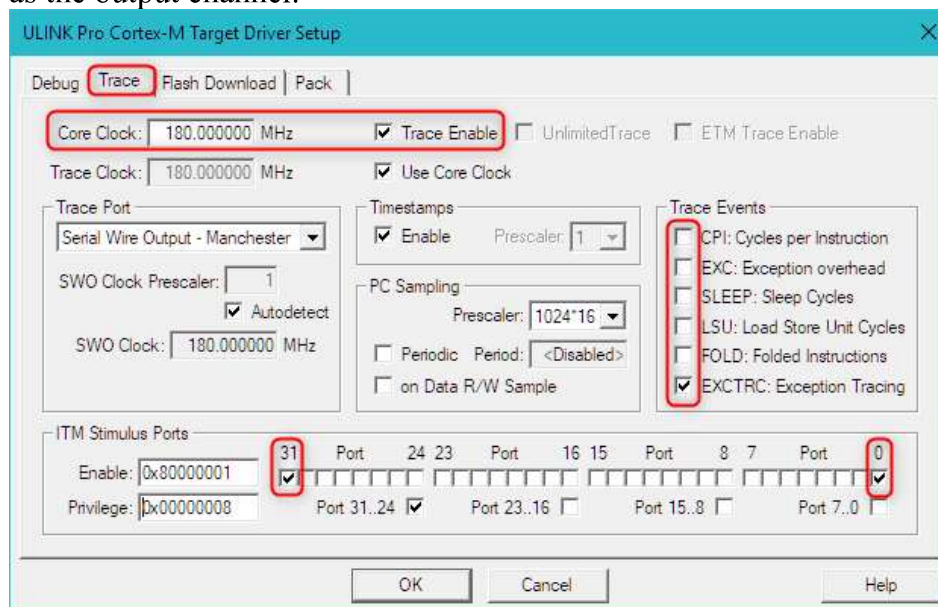 as the output channel.
ULINK Pro Cortex-M Target Driver Setup
Debug Trace Flash Download Pack
Core Clock: 180.000000 MHz Trace Enable UnlimitedTrace ETM Trace Enable
Trace Clock: 180.000000 MHz Use Core Clock
Trace Port Timestamps Trace Events
Serial Wire Output - Manchester Enable Prescaler: 1 CPI: Cycles per Instruction
EXC: Exception overhead
SWO Clock Prescaler: 1 PC Sampling SLEEP: Sleep Cycles
Autodetect Prescaler: 1024*16 LSU: Load Store Unit Cycles
SWO Clock: 180.000000 MHz Periodic Period: <Disabled> FOLD: Folded Instructions
on Data R/W Sample EXCTRC: Exception Tracing
ITM Stimulus Ports
31 Port 24 23 Port 16 15 Port 8 7 Port 0
Enable: 0x80000001
Privilege: 0x00000008 Port 31..24 Port 23..16 Port 15..8 Port 7..0
OK Cancel Help